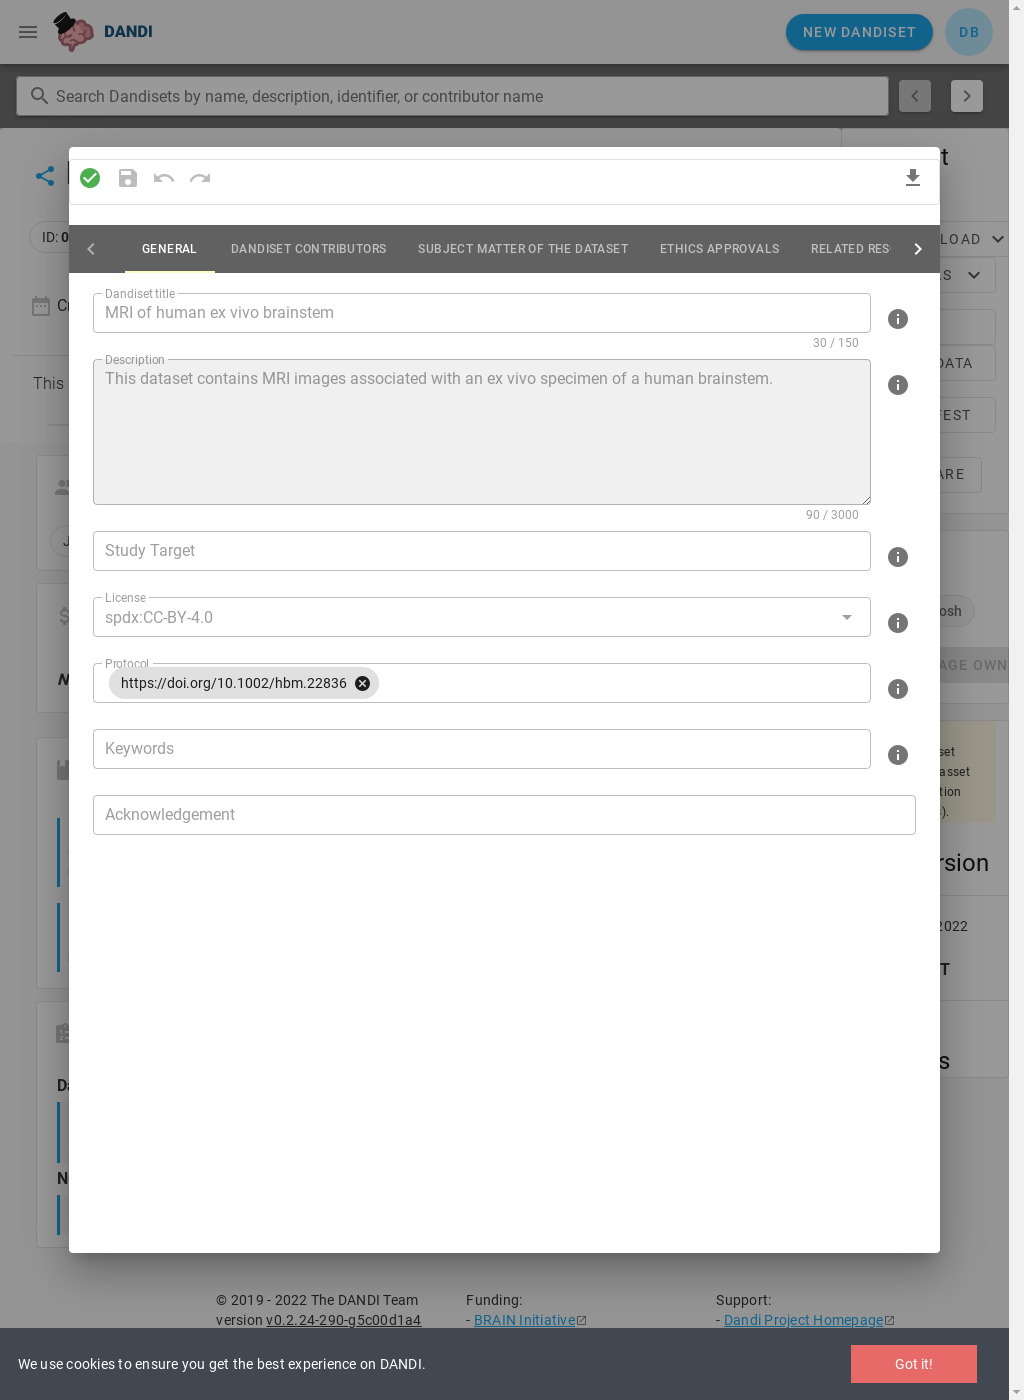 DANDI
NEW DANDISET
DB
Search Dandisets by name, description, identifier, or contributor name
ID: 0
GENERAL
DANDISET CONTRIBUTORS
SUBJECT MATTER OF THE DATASET
ETHICS APPROVALS
RELATED RES
Dandiset title
MRI of human ex vivo brainstem
30 / 150
This
Description
This dataset contains MRI images associated with an ex vivo specimen of a human brainstem.
90 / 3000
Study Target
License
spdx:CC-BY-4.0
Protocol
https://doi.org/10.1002/hbm.22836
Keywords
Acknowledgement
LOAD
S
DATA
EST
ARE
osh
AGE OWN
set
asset
tion
).
rsion
2022
T
s
© 2019 - 2022 The DANDI Team
version v0.2.24-290-g5c00d1a4
Funding:
- BRAIN Initiative
Support:
- Dandi Project Homepage
We use cookies to ensure you get the best experience on DANDI.
Got it!